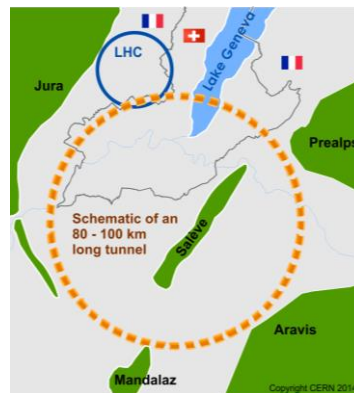 LHC
Jura
Lake Geneva
Prealps
Schematic of an
80 - 100 km
long tunnel
Salève
Aravis
Mandalaz
Copyright CERN 2014